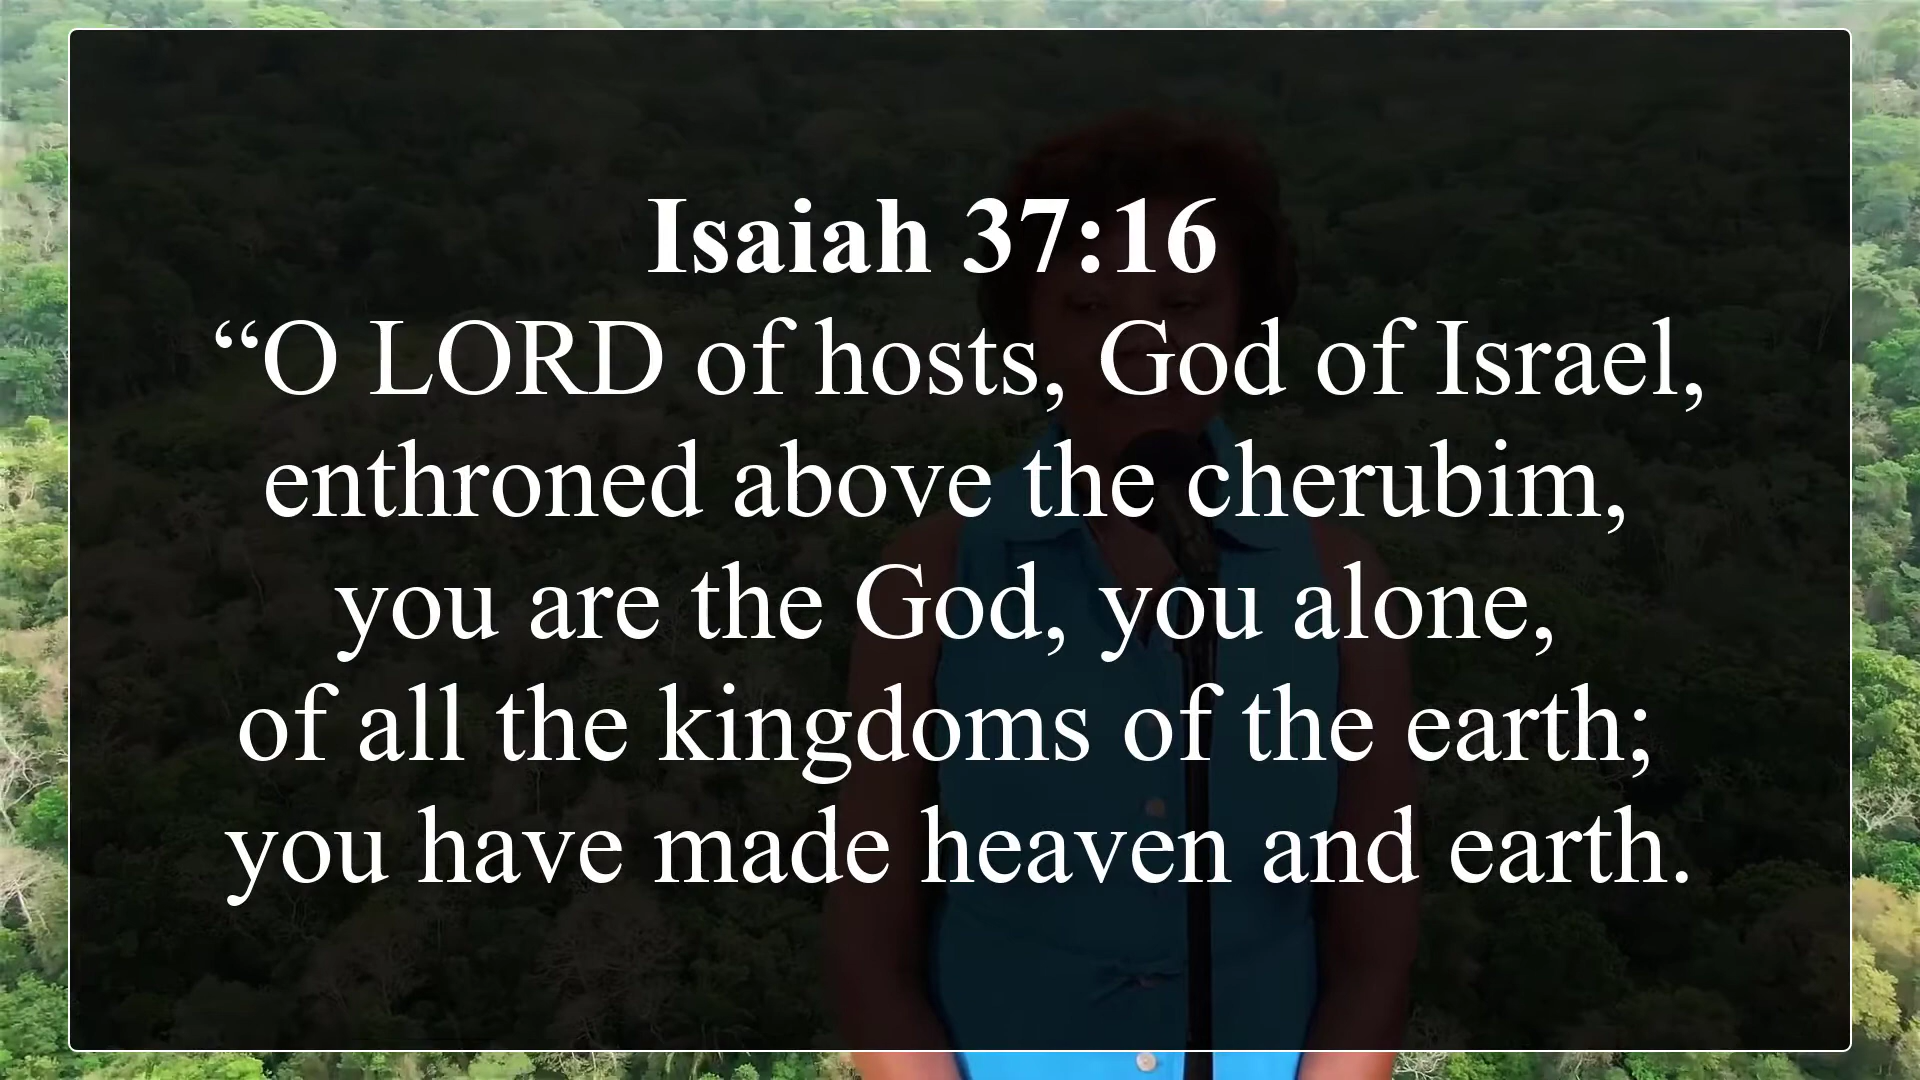 Isaiah 37:16
“O LORD of hosts, God of Israel,
enthroned above the cherubim,
you are the God, you alone,
of all the kingdoms of the earth;
you have made heaven and earth.